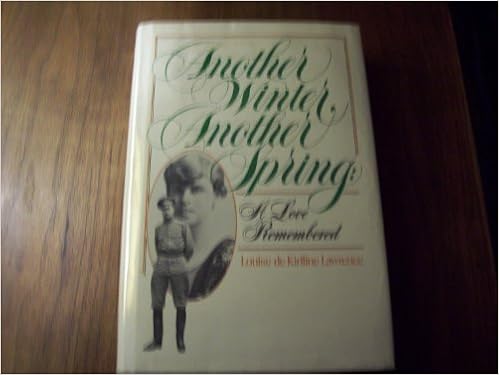 Another
Winter,
Another
Spring:
A Love
Remembered
Louise de Kiriline Lawrence